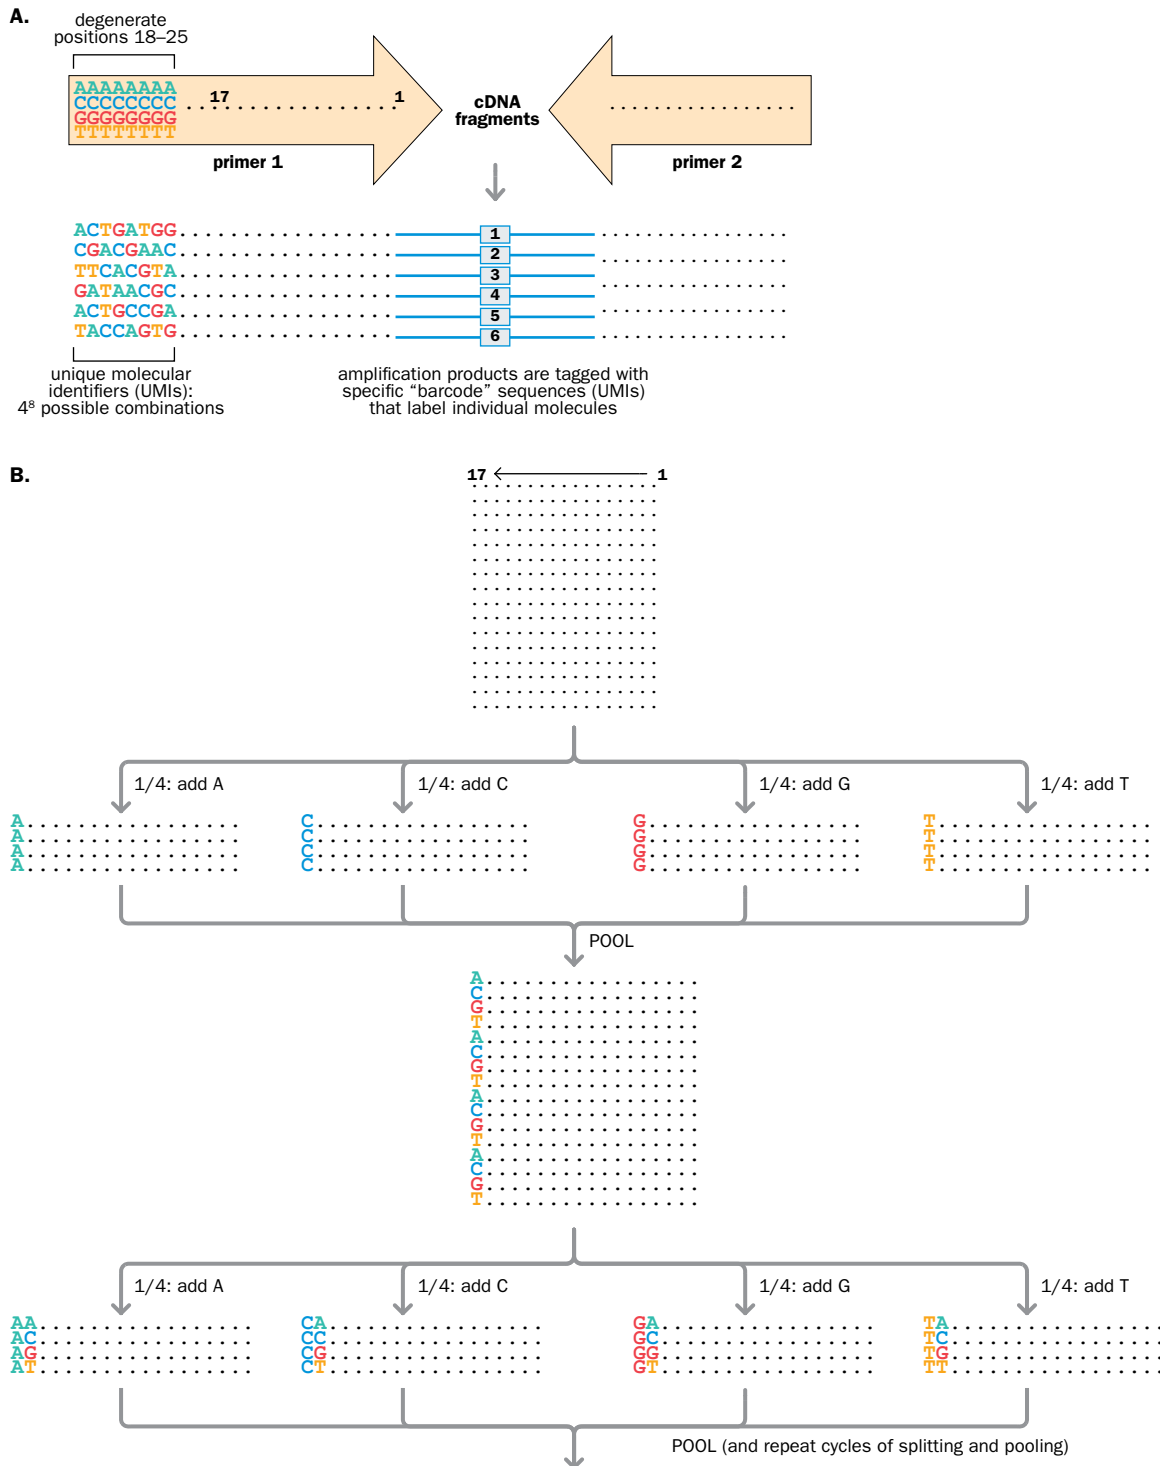 A.
degenerate
positions 18–25
AAAAAAAA
CCCCCCCC
GGGGGGGG
TTTTTTTT
17
1
cDNA
fragments
primer 1
primer 2
ACTGATGG
CGACGAAC
TTCACGTA
GATAACGC
ACTGCCGA
TACCAGTG
1
2
3
4
5
6
unique molecular
identifiers (UMIs):
4⁸ possible combinations
amplification products are tagged with
specific “barcode” sequences (UMIs)
that label individual molecules
B.
17
1
1/4: add A
1/4: add C
1/4: add G
1/4: add T
A
A
A
A
C
C
C
C
G
G
G
G
T
T
T
T
POOL
A
C
G
T
A
C
G
T
A
C
G
T
A
C
G
T
1/4: add A
1/4: add C
1/4: add G
1/4: add T
AA
AC
AG
AT
CA
CC
CG
CT
GA
GC
GG
GT
TA
TC
TG
TT
POOL (and repeat cycles of splitting and pooling)